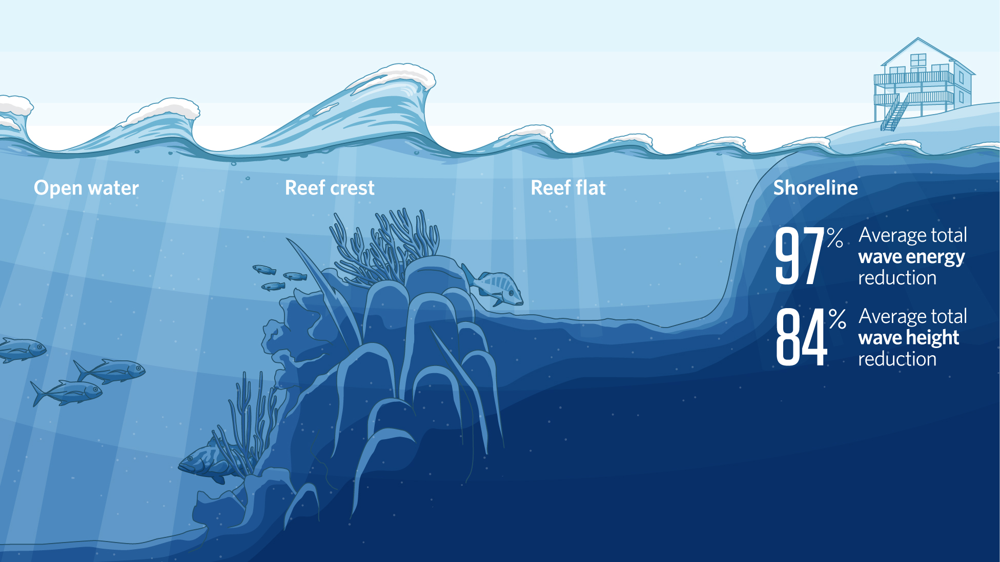 Open water
Reef crest
Reef flat
Shoreline
97%
Average total
wave energy
reduction
84%
Average total
wave height
reduction